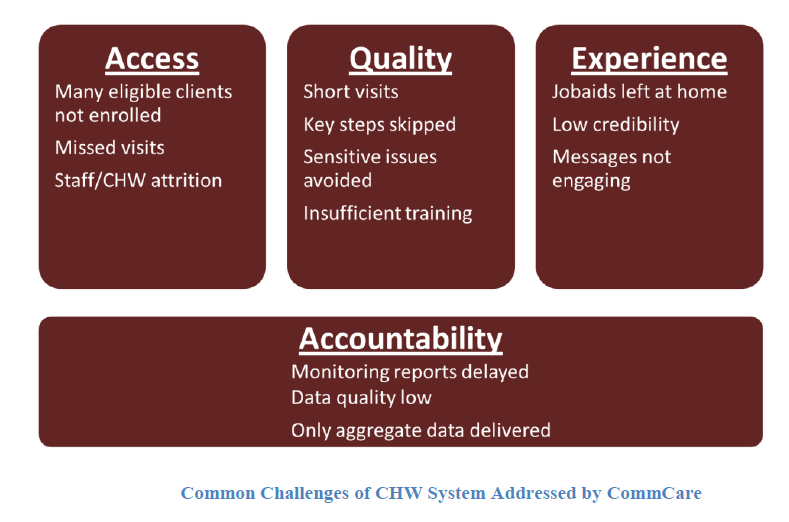 Access
Many eligible clients
not enrolled
Missed visits
Staff/CHW attrition
Quality
Short visits
Key steps skipped
Sensitive issues
avoided
Insufficient training
Experience
Jobaids left at home
Low credibility
Messages not
engaging
Accountability
Monitoring reports delayed
Data quality low
Only aggregate data delivered
Common Challenges of CHW System Addressed by CommCare